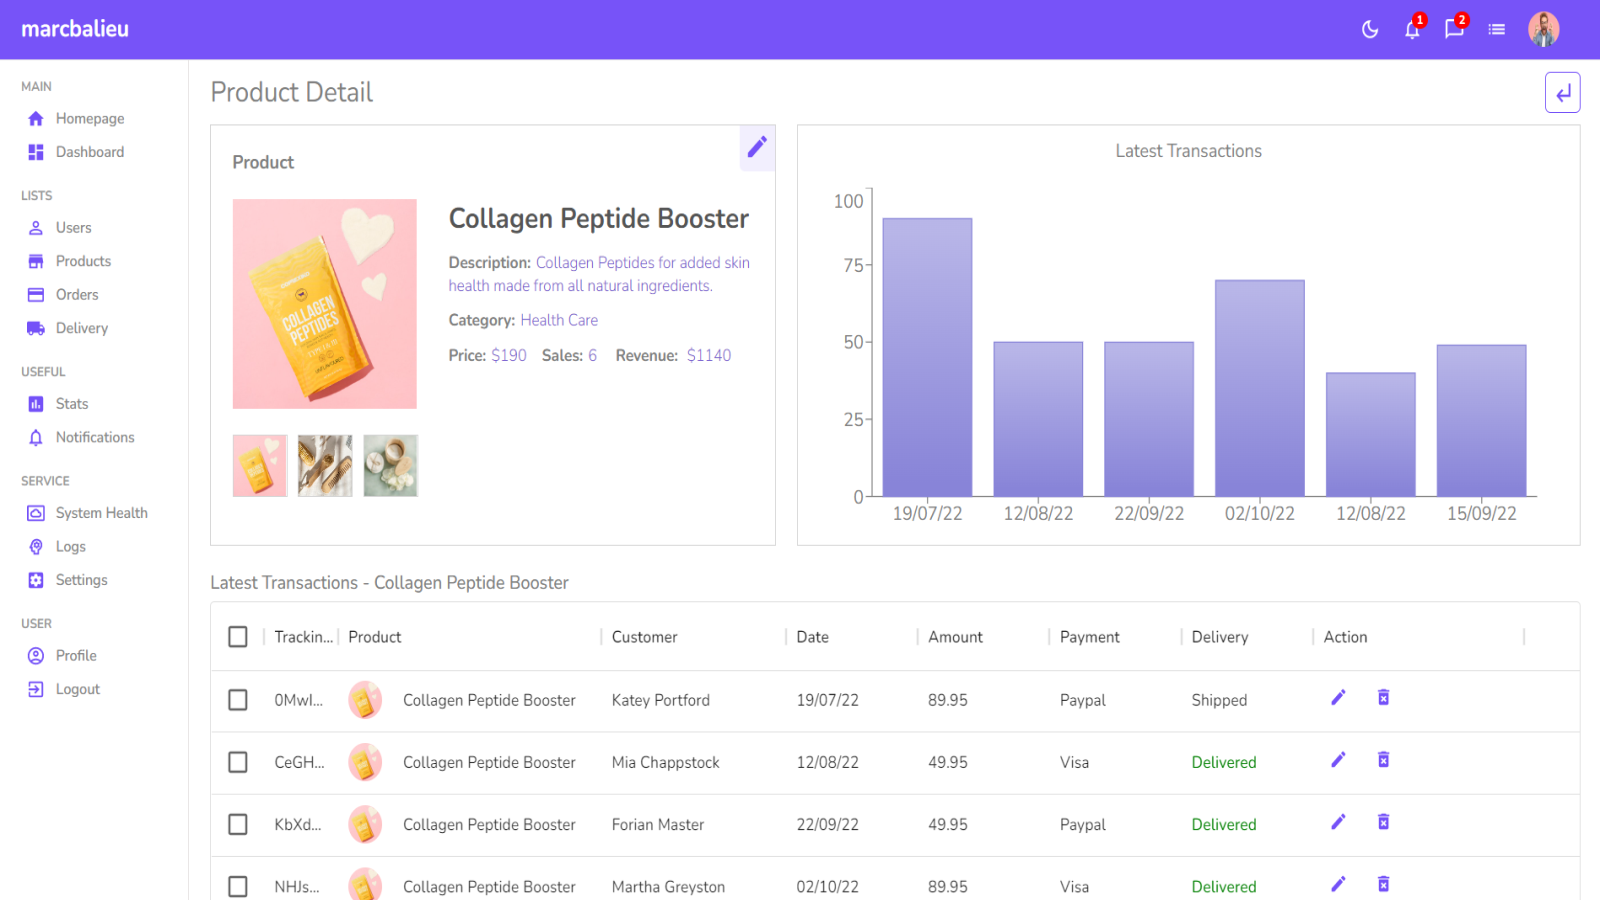 marcbalieu
1
2
MAIN
Homepage
Dashboard
LISTS
Users
Products
Orders
Delivery
USEFUL
Stats
Notifications
SERVICE
System Health
Logs
Settings
USER
Profile
Logout
Product Detail
Product
COLLAGEN
PEPTIDES
Collagen Peptide Booster
Description: Collagen Peptides for added skin
health made from all natural ingredients.
Category: Health Care
Price: $190 Sales: 6 Revenue: $1140
Latest Transactions
100
75
50
25
0
19/07/22 12/08/22 22/09/22 02/10/22 12/08/22 15/09/22
Latest Transactions - Collagen Peptide Booster
Trackin... Product Customer Date Amount Payment Delivery Action
0MwI... Collagen Peptide Booster Katey Portford 19/07/22 89.95 Paypal Shipped
CeGH... Collagen Peptide Booster Mia Chappstock 12/08/22 49.95 Visa Delivered
KbXd... Collagen Peptide Booster Forian Master 22/09/22 49.95 Paypal Delivered
NHJs... Collagen Peptide Booster Martha Greyston 02/10/22 89.95 Visa Delivered